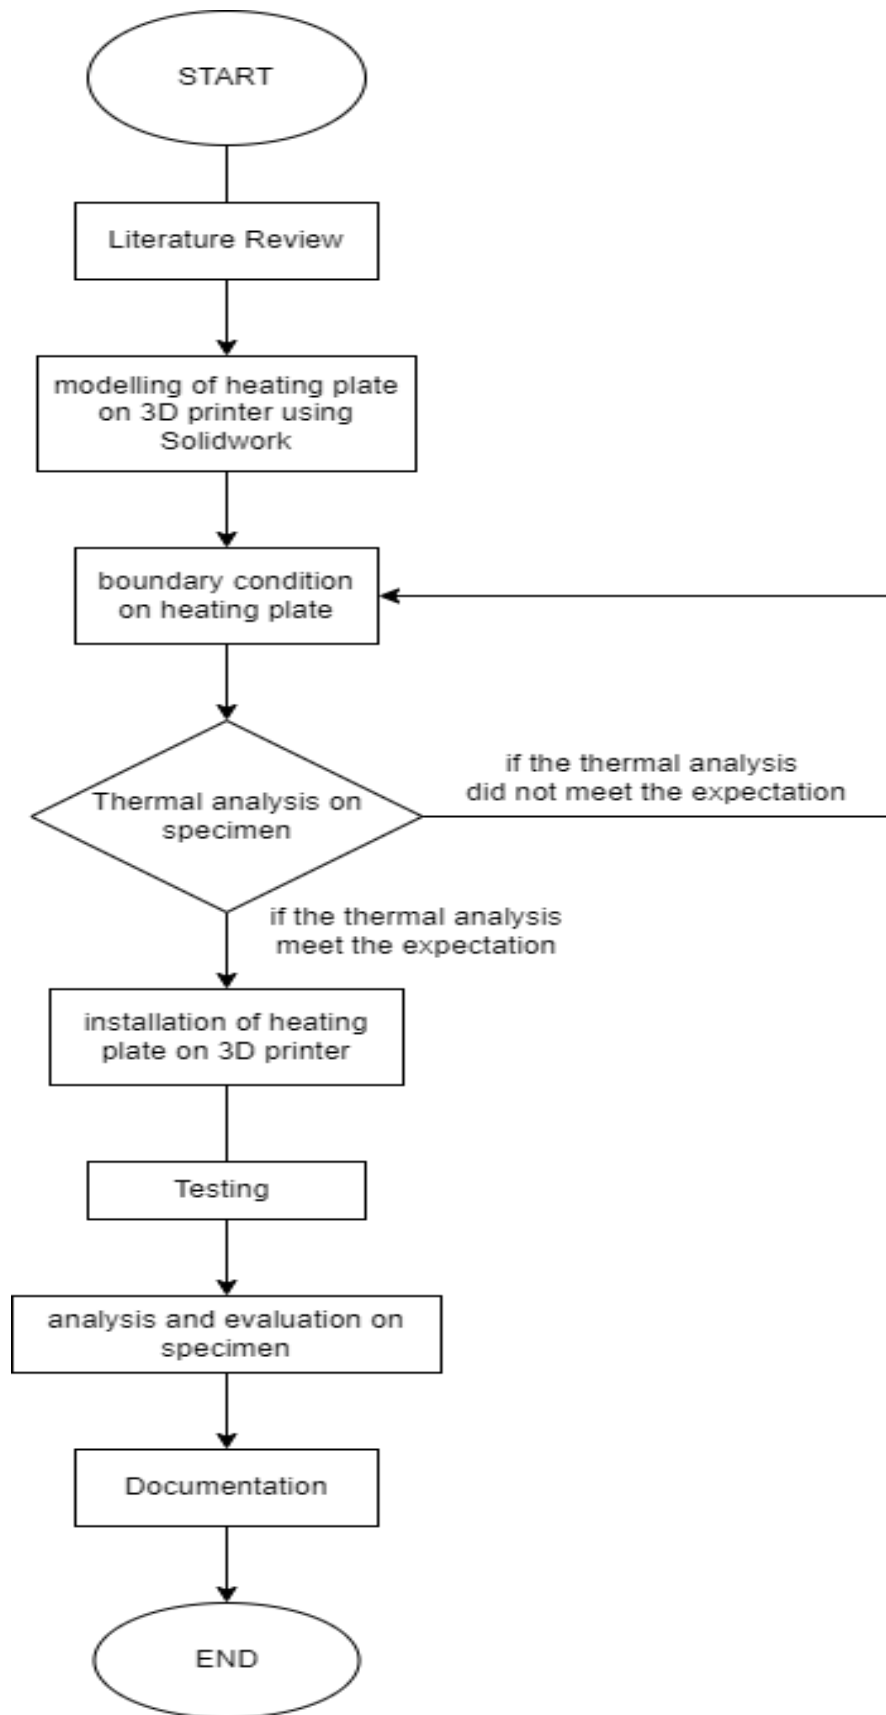 START
Literature Review
modelling of heating plate
on 3D printer using
Solidwork
boundary condition
on heating plate
Thermal analysis on
specimen
if the thermal analysis
did not meet the expectation
if the thermal analysis
meet the expectation
installation of heating
plate on 3D printer
Testing
analysis and evaluation on
specimen
Documentation
END